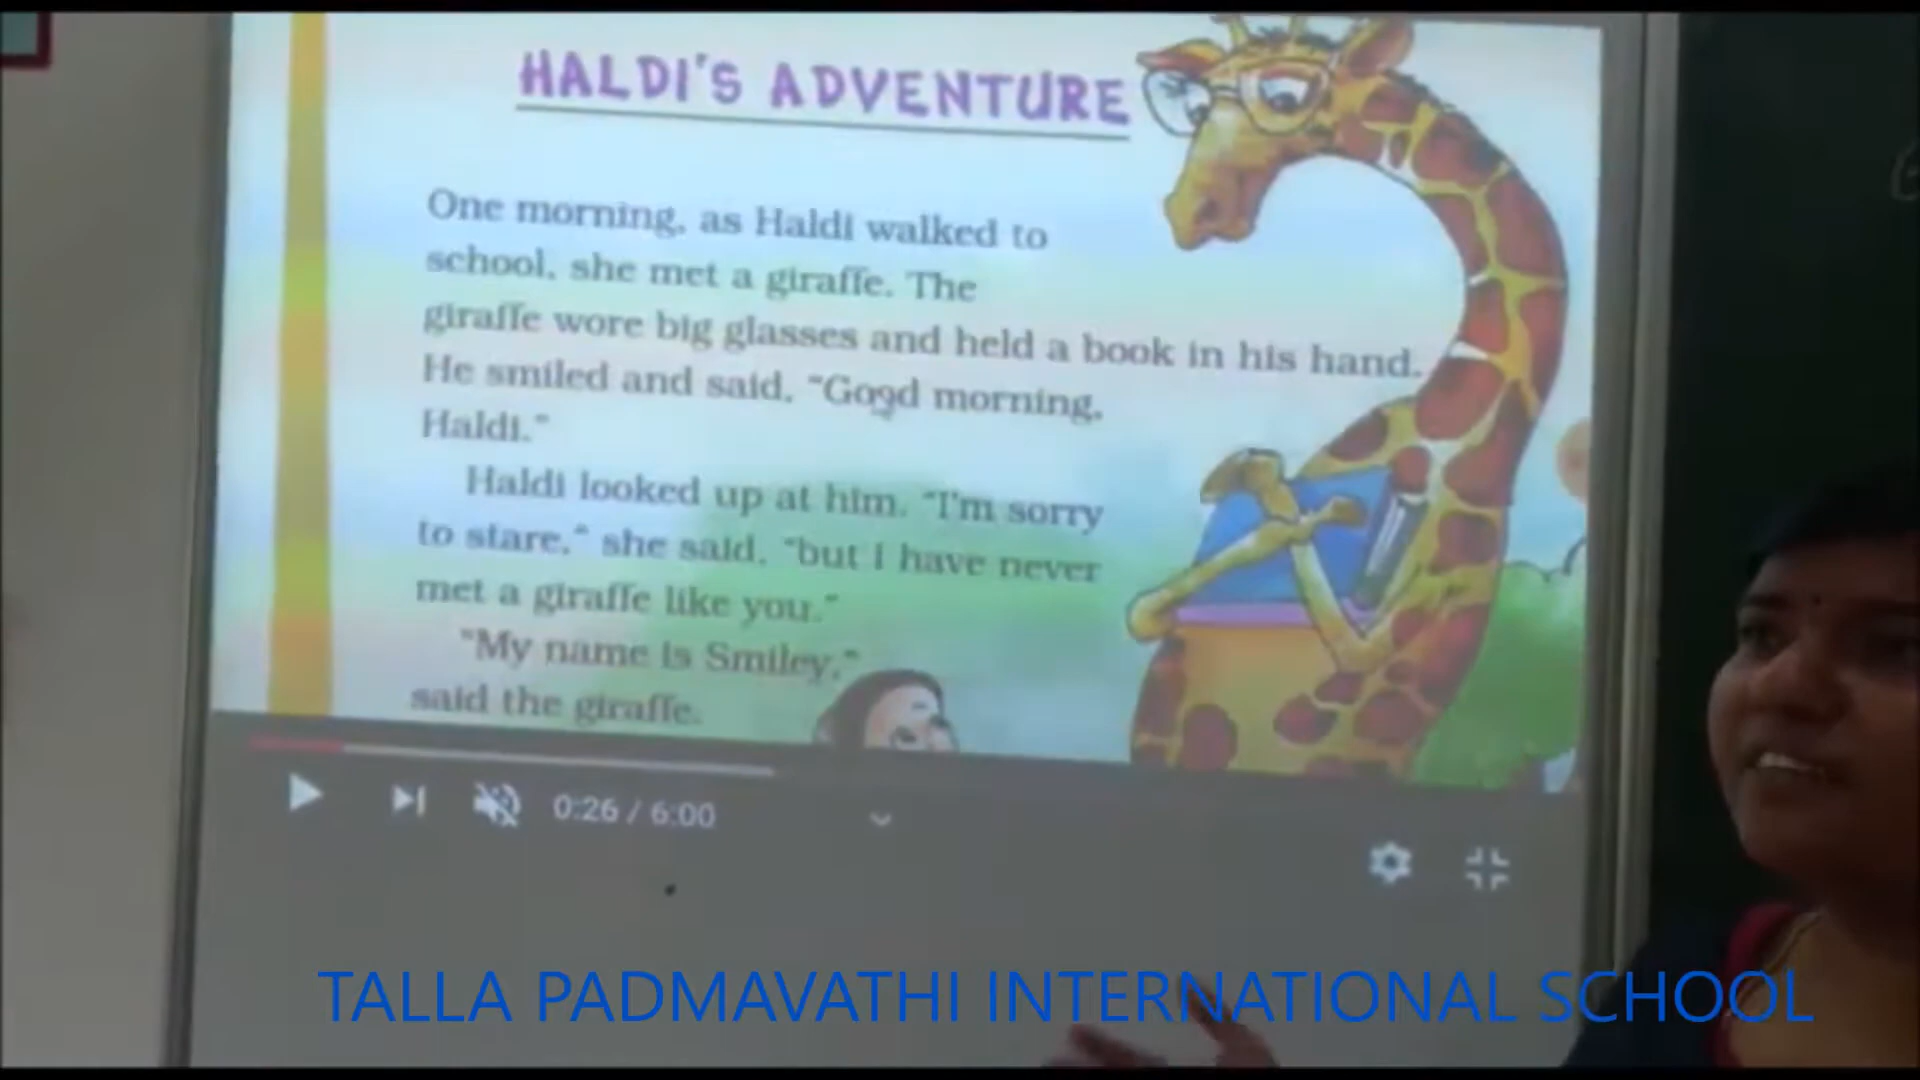 HALDI'S ADVENTURE
One morning, as Haldi walked to
school, she met a giraffe. The
giraffe wore big glasses and held a book in his hand.
He smiled and said, “Good morning,
Haldi.”
Haldi looked up at him. “I'm sorry
to stare,” she said, “but I have never
met a giraffe like you.”
“My name is Smiley,”
said the giraffe.
0:26 / 6:00
TALLA PADMAVATHI INTERNATIONAL SCHOOL